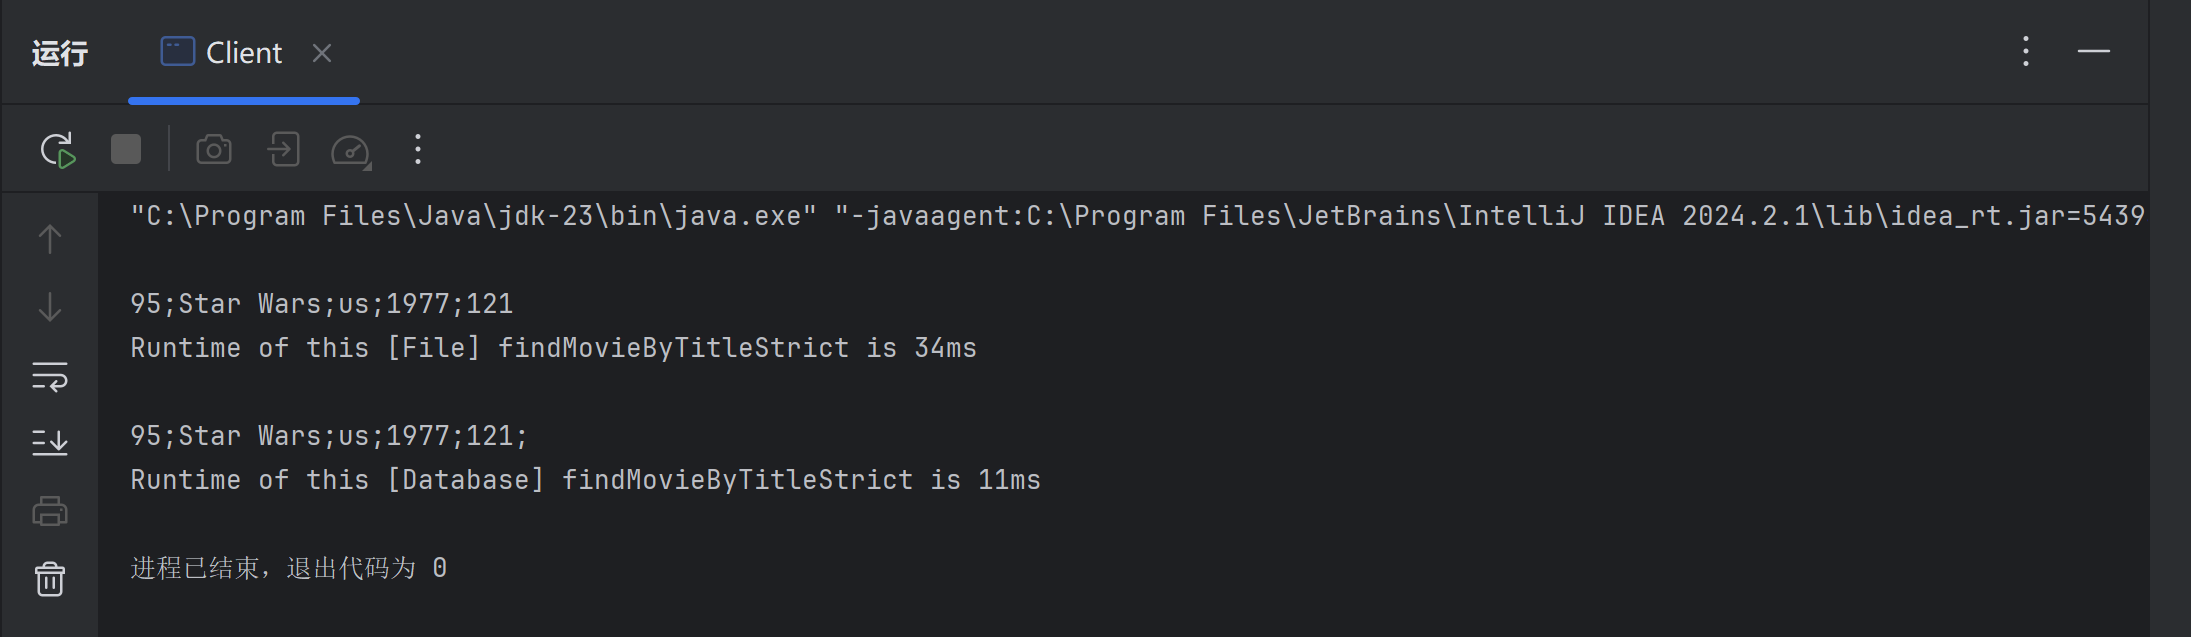 运行
Client
"C:\Program Files\Java\jdk-23\bin\java.exe" "-javaagent:C:\Program Files\JetBrains\IntelliJ IDEA 2024.2.1\lib\idea_rt.jar=5439
95;Star Wars;us;1977;121
Runtime of this [File] findMovieByTitleStrict is 34ms
95;Star Wars;us;1977;121;
Runtime of this [Database] findMovieByTitleStrict is 11ms
进程已结束，退出代码为 0